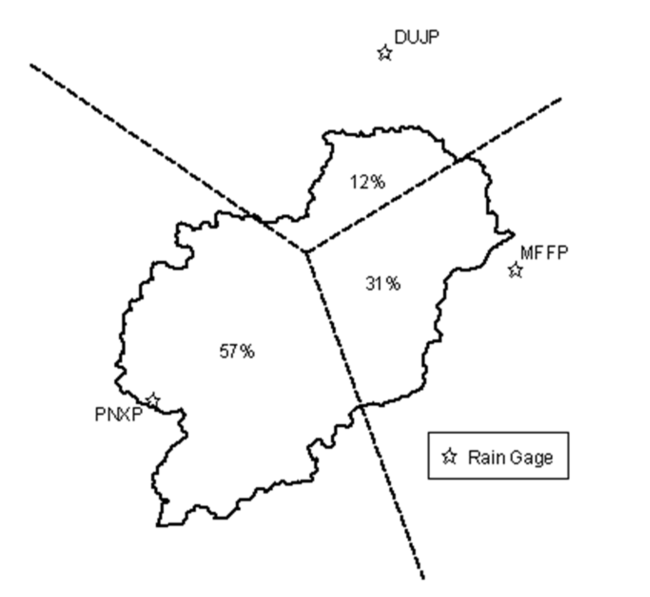 DUJP
12%
MFFP
31%
57%
PNXP
Rain Gage